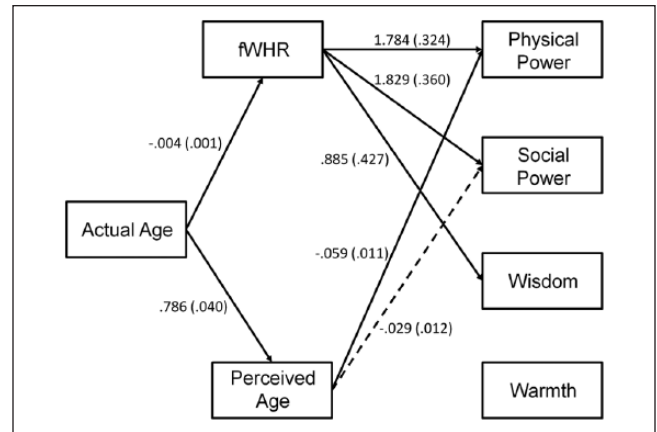 fWHR
1.784 (.324)
Physical
Power
1.829 (.360)
-.004 (.001)
.885 (.427)
Social
Power
Actual Age
-.059 (.011)
Wisdom
.786 (.040)
-.029 (.012)
Perceived
Age
Warmth